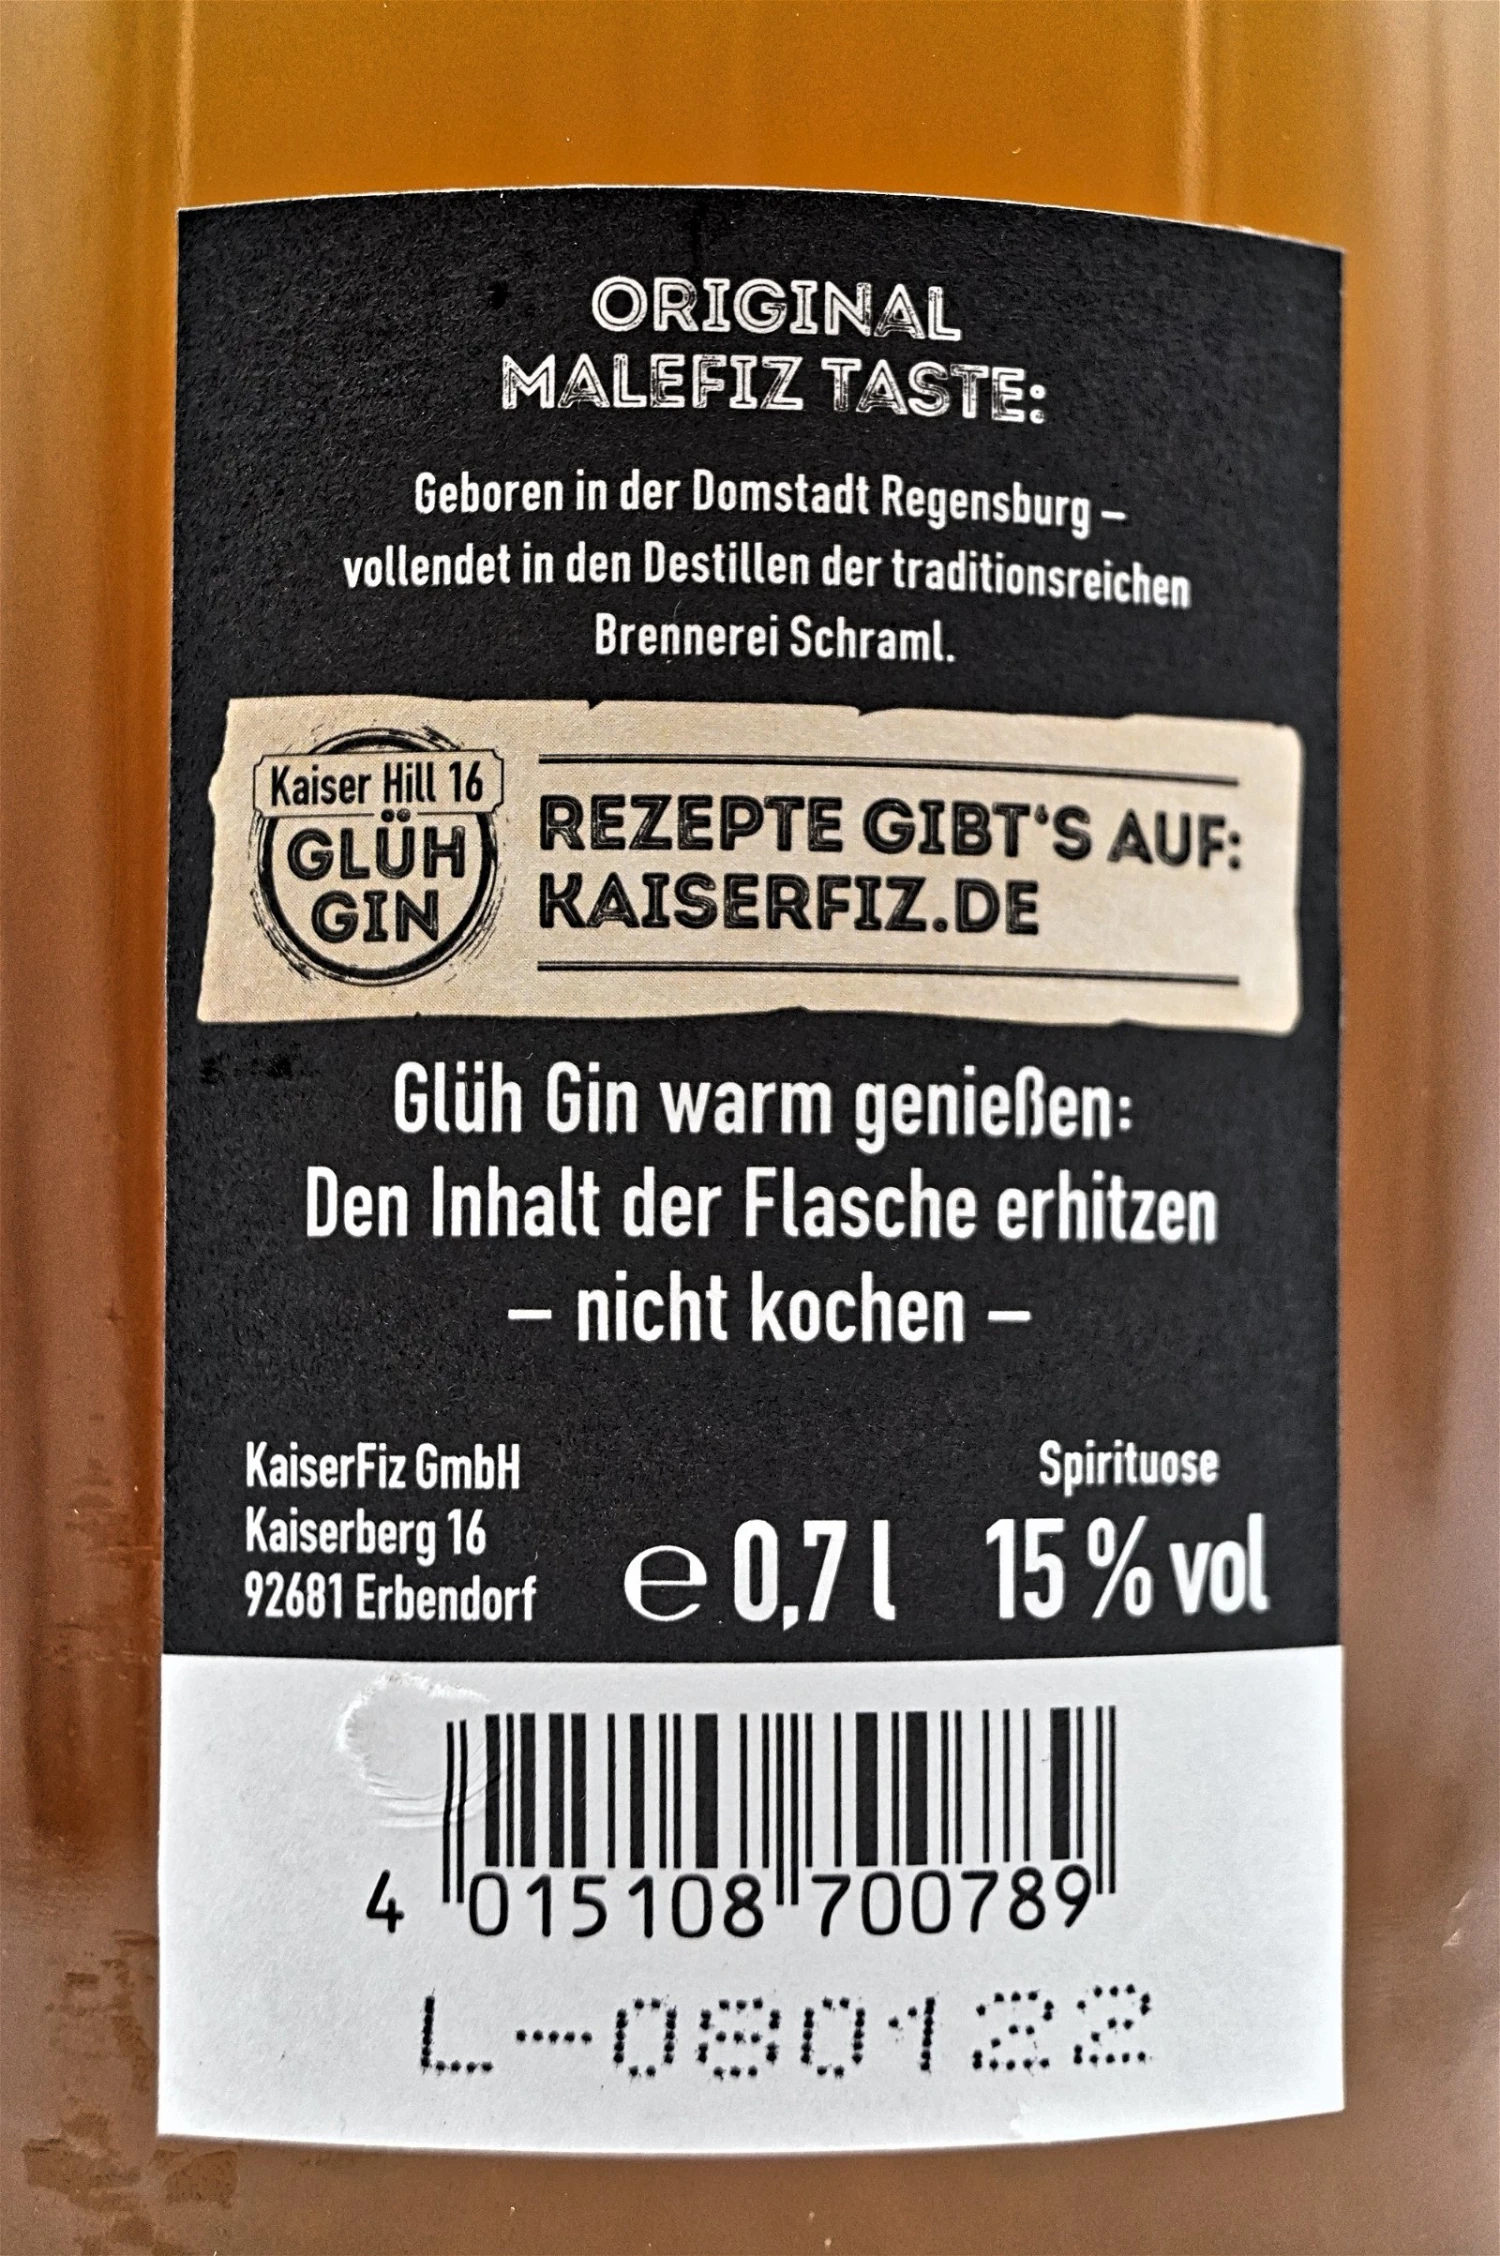 ORIGINAL
MALEFIZ TASTE:
Geboren in der Domstadt Regensburg –
vollendet in den Destillen der traditionsreichen
Brennerei Schraml.
Kaiser Hill 16
GLÜH
GIN
REZEPTE GIBT'S AUF:
KAISERFIZ.DE
Glüh Gin warm genießen:
Den Inhalt der Flasche erhitzen
– nicht kochen –
KaiserFiz GmbH
Kaiserberg 16
92681 Erbendorf
e 0,7 l
Spirituose
15 % vol
4 015108 700789
L-080122